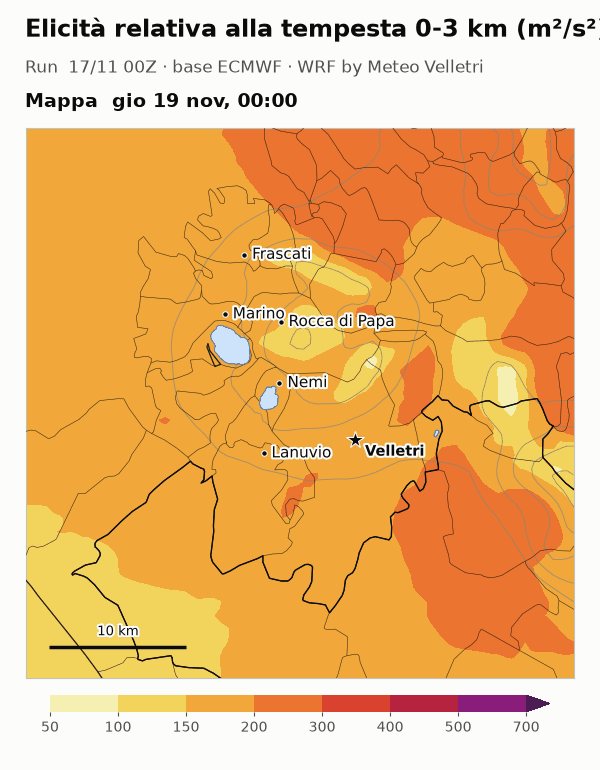 Elicità relativa alla tempesta 0-3 km (m²/s²)
Run  17/11 00Z · base ECMWF · WRF by Meteo Velletri
Mappa  gio 19 nov, 00:00
Frascati
Marino
Rocca di Papa
Nemi
Velletri
Lanuvio
10 km
50 100 150 200 300 400 500 700